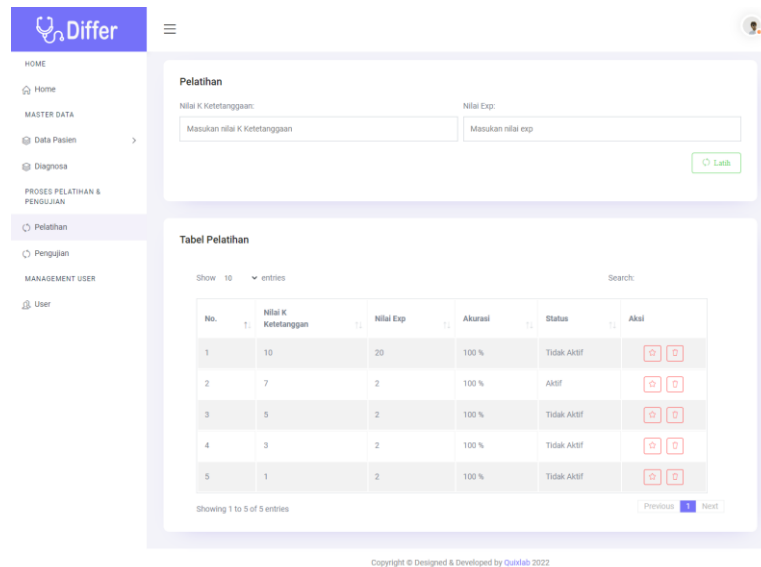 Differ
HOME
Home
MASTER DATA
Data Pasien
Diagnosa
PROSES PELATIHAN &
PENGUJIAN
Pelatihan
Pengujian
MANAGEMENT USER
User
Pelatihan
Nilai K Ketetanggaan: Nilai Exp:
Masukan nilai K Ketetanggaan Masukan nilai exp
Latih
Tabel Pelatihan
Show 10 entries Search:
No. Nilai K Ketetanggan Nilai Exp Akurasi Status Aksi
1 10 20 100 % Tidak Aktif
2 7 2 100 % Aktif
3 5 2 100 % Tidak Aktif
4 3 2 100 % Tidak Aktif
5 1 2 100 % Tidak Aktif
Showing 1 to 5 of 5 entries Previous 1 Next
Copyright © Designed & Developed by Quixlab 2022